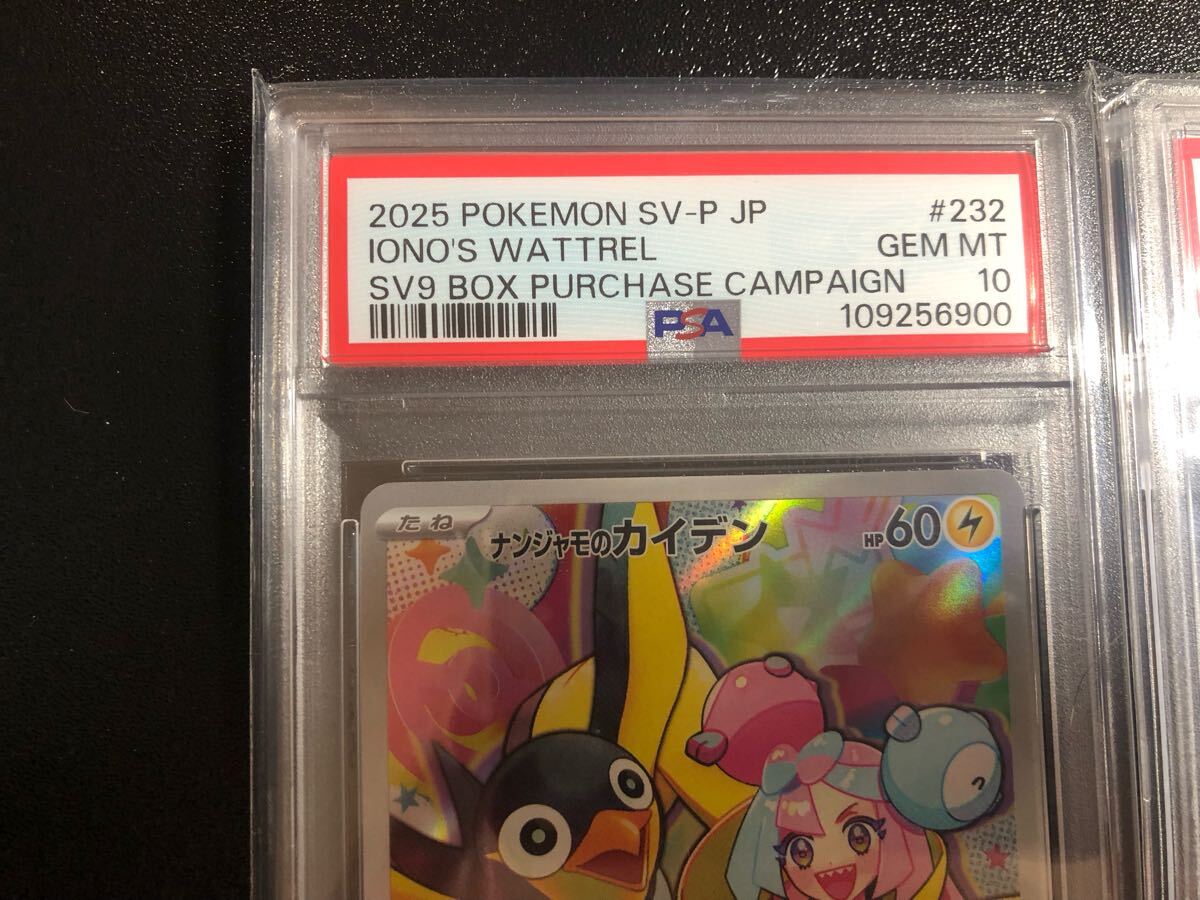 2025 POKEMON SV-P JP #232
IONO'S WATTREL GEM MT
SV9 BOX PURCHASE CAMPAIGN 10
PSA 109256900
たね ナンジャモのカイデン HP60